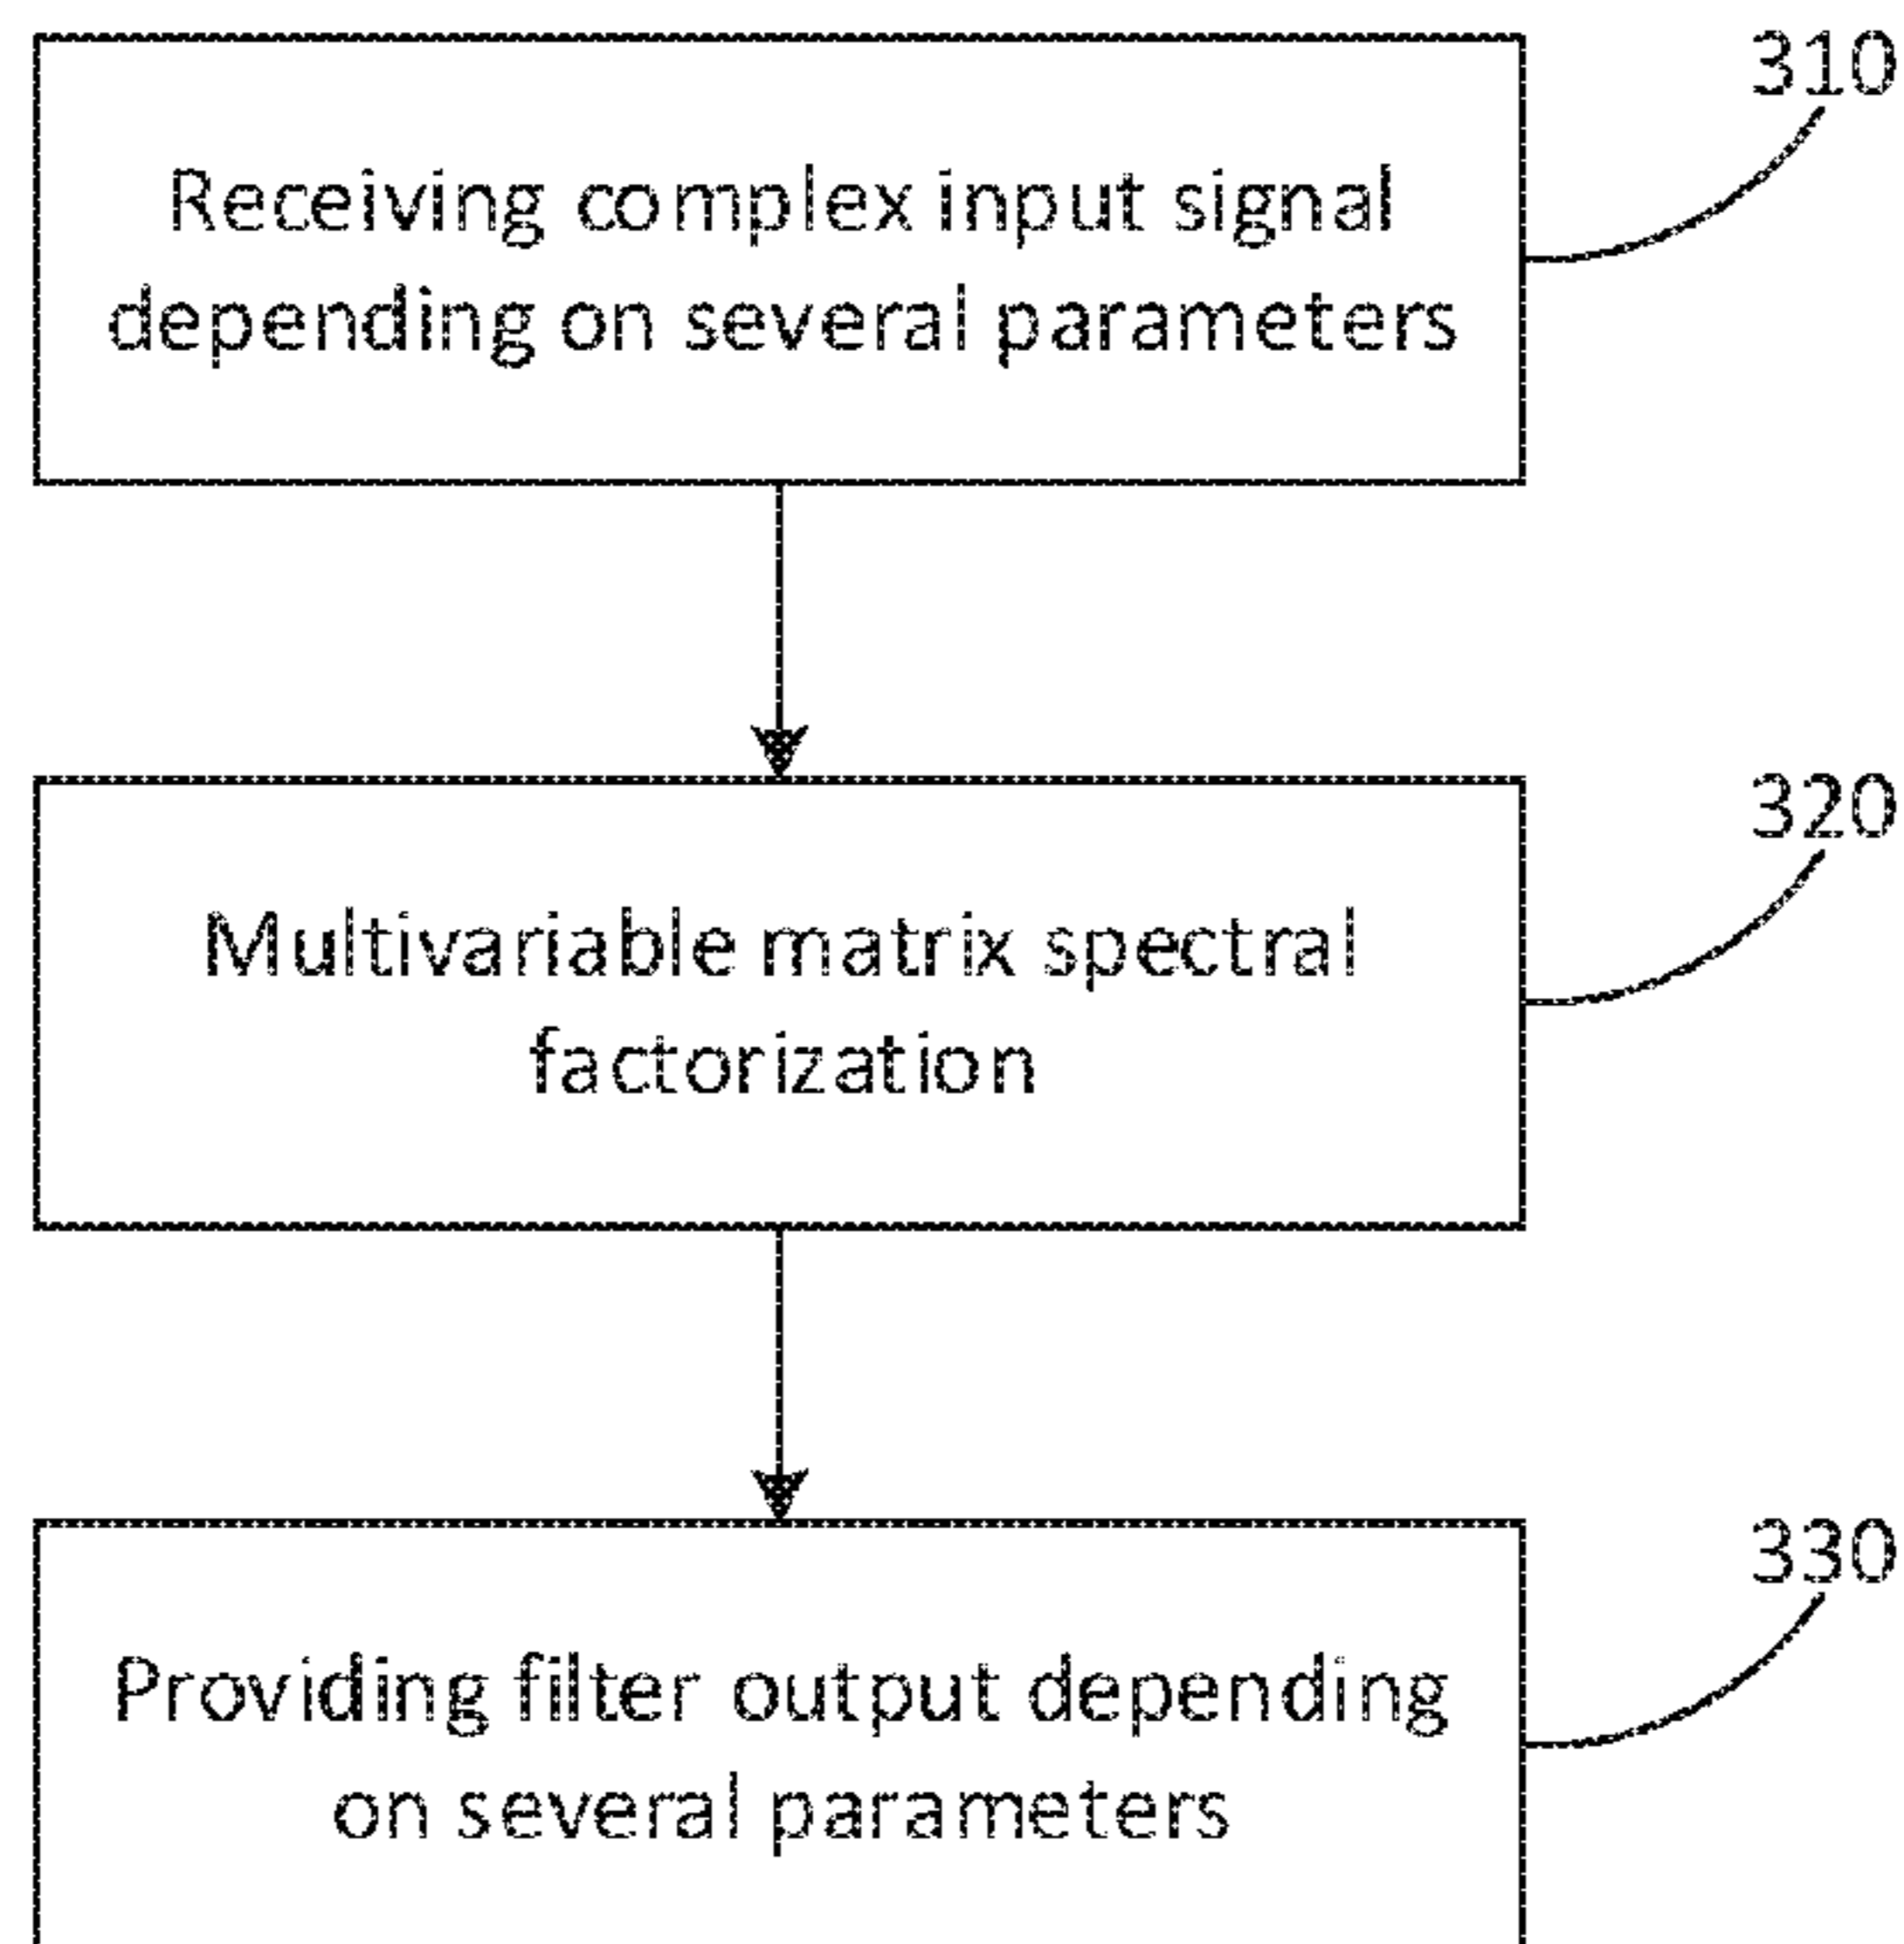 310
Receiving complex input signal
depending on several parameters
320
Multivariable matrix spectral
factorization
330
Providing filter output depending
on several parameters